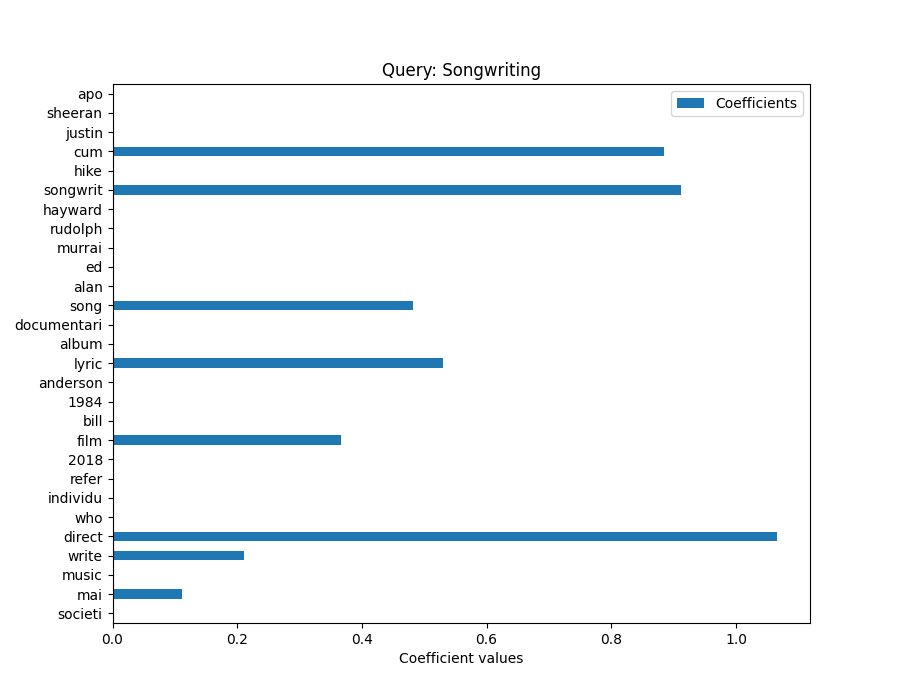 Query: Songwriting
Coefficients
apo
sheeran
justin
cum
hike
songwrit
hayward
rudolph
murrai
ed
alan
song
documentari
album
lyric
anderson
1984
bill
film
2018
refer
individu
who
direct
write
music
mai
societi
0.0 0.2 0.4 0.6 0.8 1.0
Coefficient values